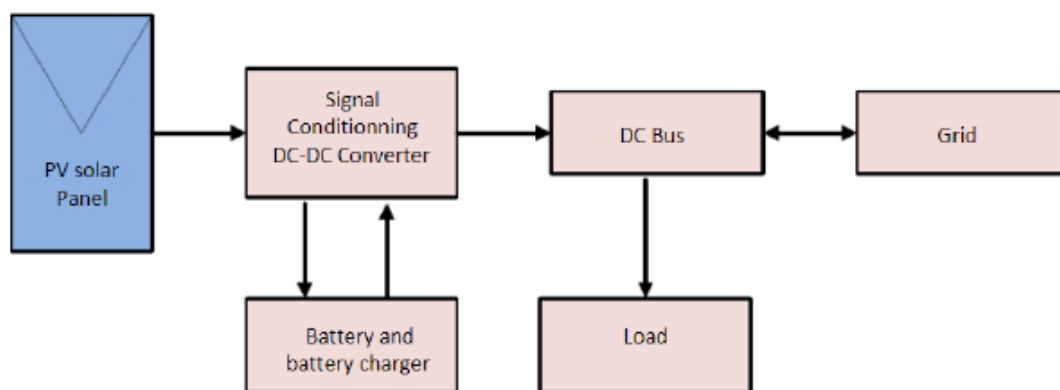 PV solar
Panel
Signal
Conditionning
DC-DC Converter
DC Bus
Grid
Battery and
battery charger
Load